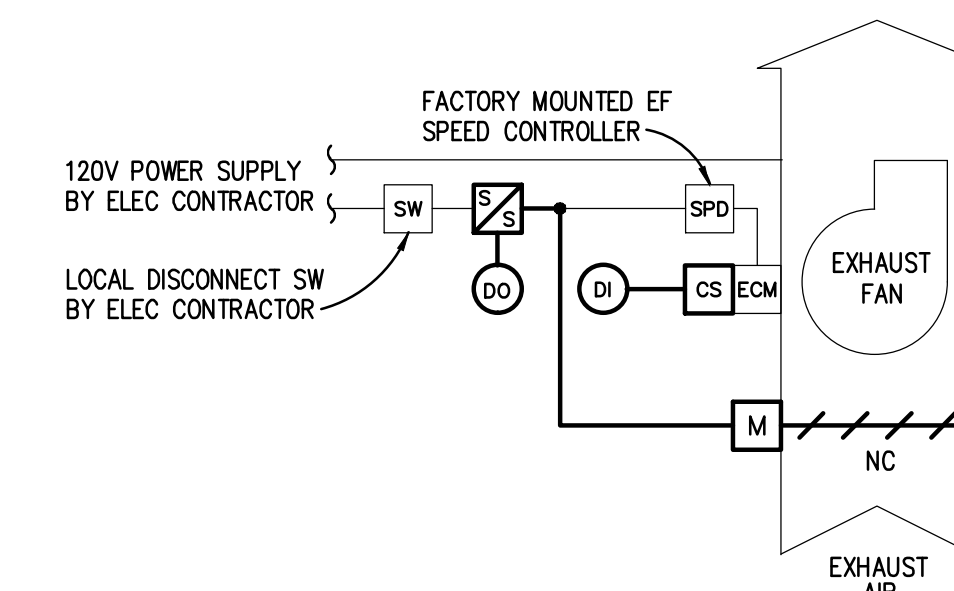 FACTORY MOUNTED EF
SPEED CONTROLLER
120V POWER SUPPLY
BY ELEC CONTRACTOR
SW
S
S
SPD
LOCAL DISCONNECT SW
BY ELEC CONTRACTOR
DO
DI
CS
ECM
EXHAUST
FAN
M
NC
EXHAUST
AIR